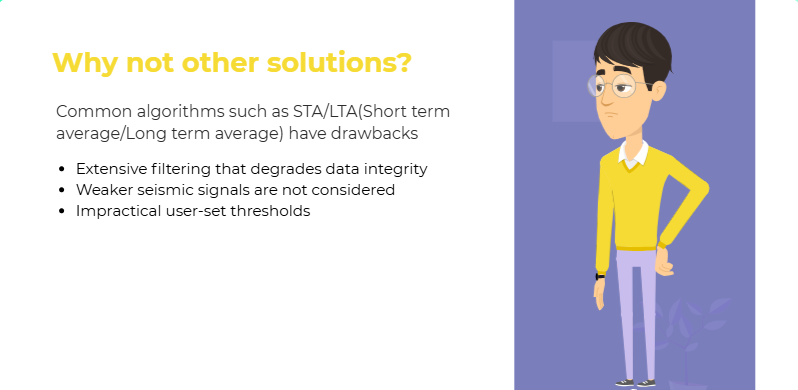 Why not other solutions?
Common algorithms such as STA/LTA(Short term
average/Long term average) have drawbacks
• Extensive filtering that degrades data integrity
• Weaker seismic signals are not considered
• Impractical user-set thresholds